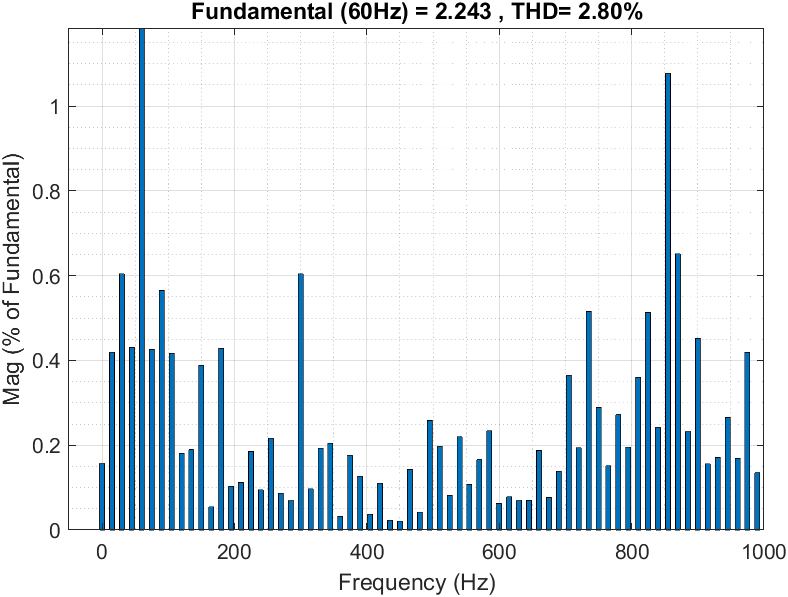 Fundamental (60Hz) = 2.243 , THD= 2.80%
1
0.8
0.6
0.4
0.2
0
Mag (% of Fundamental)
0 200 400 600 800 1000
Frequency (Hz)